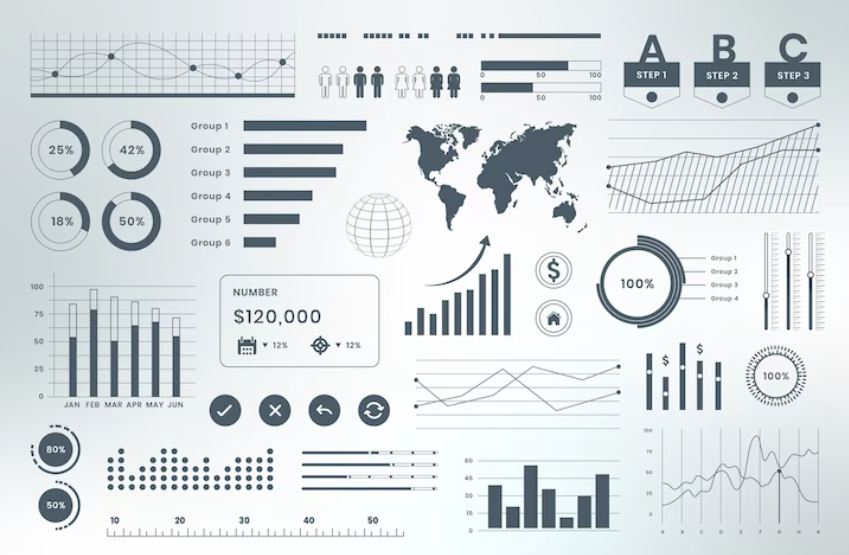 A B C
STEP 1 STEP 2 STEP 3
0 50 100
0 50 100
25% 42%
18% 50%
Group 1
Group 2
Group 3
Group 4
Group 5
Group 6
$
100%
Group 1
Group 2
Group 3
Group 4
100
75
50
25
0
JAN FEB MAR APR MAY JUN
NUMBER
$120,000
12% 12%
$ $
100%
80%
50%
10 20 30 40 50
60
45
30
15
0
100
50
0